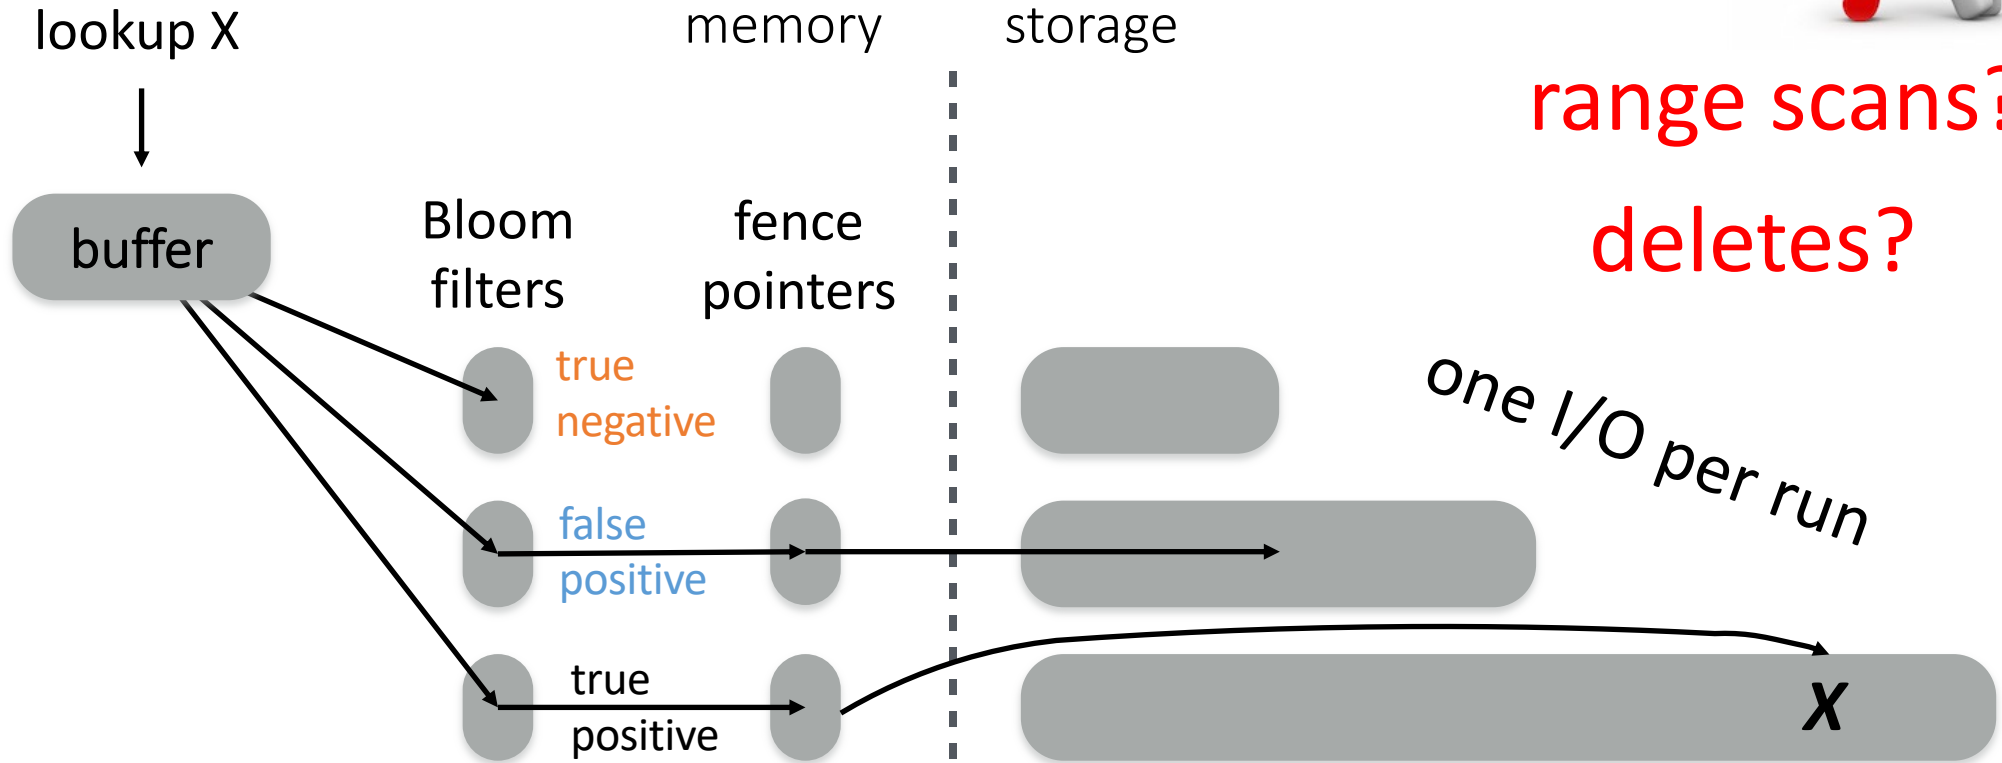 lookup X
memory
storage
range scans?
deletes?
buffer
Bloom
filters
fence
pointers
true
negative
one I/O per run
false
positive
true
positive
X